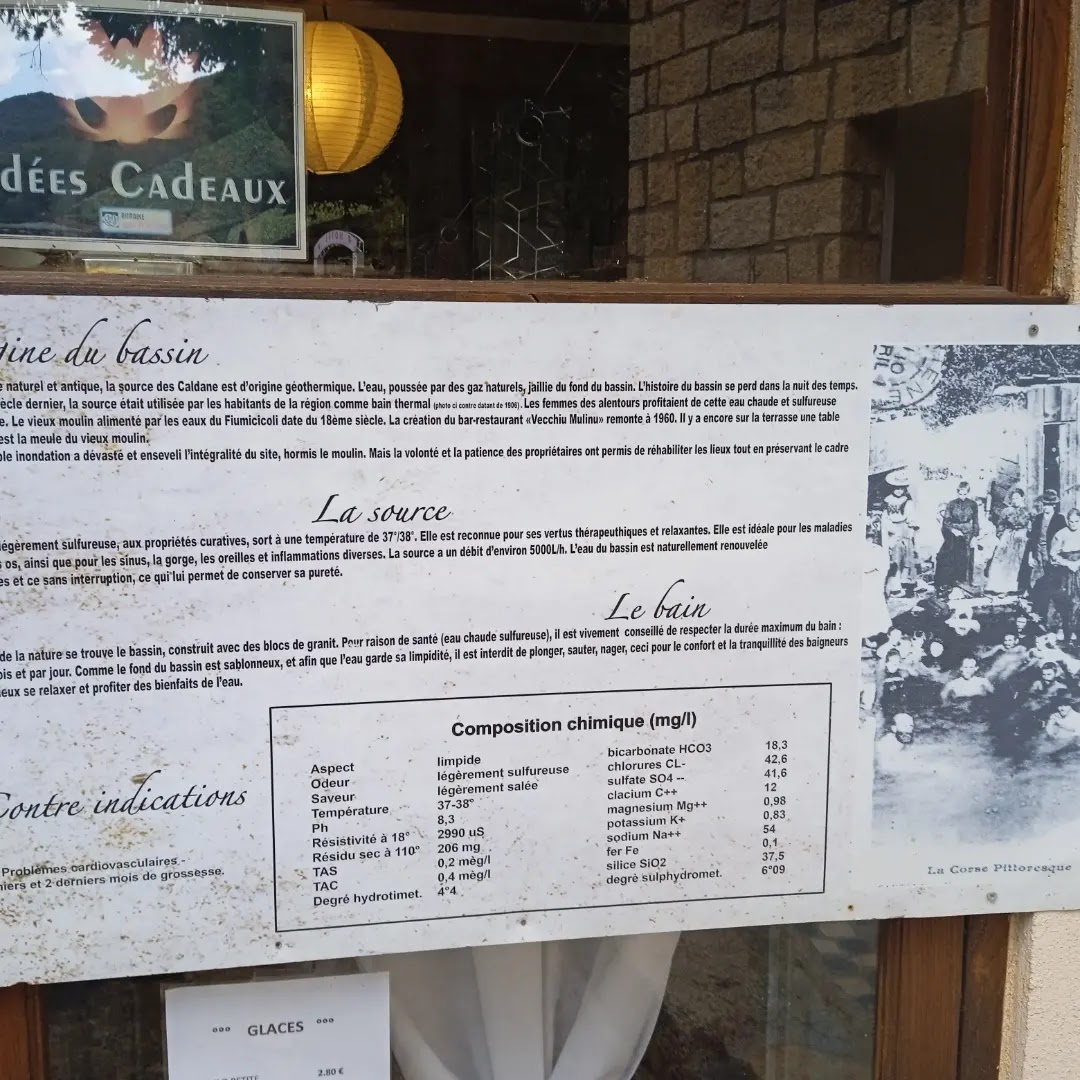 dées Cadeaux
gine du bassin
naturel et antique, la source des Caldane est d'origine géothermique. L'eau, poussée par des gaz naturels, jaillie du fond du bassin. L'histoire du bassin se perd dans la nuit des temps.
ècle dernier, la source était utilisée par les habitants de la région comme bain thermal (photo ci contre datant de 1906). Les femmes des alentours profitaient de cette eau chaude et sulfureuse
e. Le vieux moulin alimenté par les eaux du Fiumicicoli date du 18ème siècle. La création du bar-restaurant «Vecchiu Mulinu» remonte à 1960. Il y a encore sur la terrasse une table
est la meule du vieux moulin.
ble inondation a dévasté et enseveli l'intégralité du site, hormis le moulin. Mais la volonté et la patience des propriétaires ont permis de réhabiliter les lieux tout en préservant le cadre
La source
légèrement sulfureuse, aux propriétés curatives, sort à une température de 37°/38°. Elle est reconnue pour ses vertus thérapeuthiques et relaxantes. Elle est idéale pour les maladies
os, ainsi que pour les sinus, la gorge, les oreilles et inflammations diverses. La source a un débit d'environ 5000L/h. L'eau du bassin est naturellement renouvelée
es et ce sans interruption, ce qui lui permet de conserver sa pureté.
Le bain
de la nature se trouve le bassin, construit avec des blocs de granit. Pour raison de santé (eau chaude sulfureuse), il est vivement conseillé de respecter la durée maximum du bain :
ois et par jour. Comme le fond du bassin est sablonneux, et afin que l'eau garde sa limpidité, il est interdit de plonger, sauter, nager, ceci pour le confort et la tranquillité des baigneurs
eux se relaxer et profiter des bienfaits de l'eau.
Contre indications
Problèmes cardiovasculaires -
niers et 2 derniers mois de grossesse.
Composition chimique (mg/l)
Aspect limpide
Odeur légèrement sulfureuse
Saveur légèrement salée
Température 37-38°
Ph 8,3
Résistivité à 18° 2990 uS
Résidu sec à 110° 206 mg
TAS 0,2 mèg/l
TAC 0,4 mèg/l
Degré hydrotimet. 4°4
bicarbonate HCO3 18,3
chlorures CL- 42,6
sulfate SO4 -- 41,6
clacium C++ 12
magnesium Mg++ 0,98
potassium K+ 0,83
sodium Na++ 54
fer Fe 0,1
silice SiO2 37,5
degrè sulphydromet. 6°09
La Corse Pittoresque
°°° GLACES °°°
PETITE 2.80 €